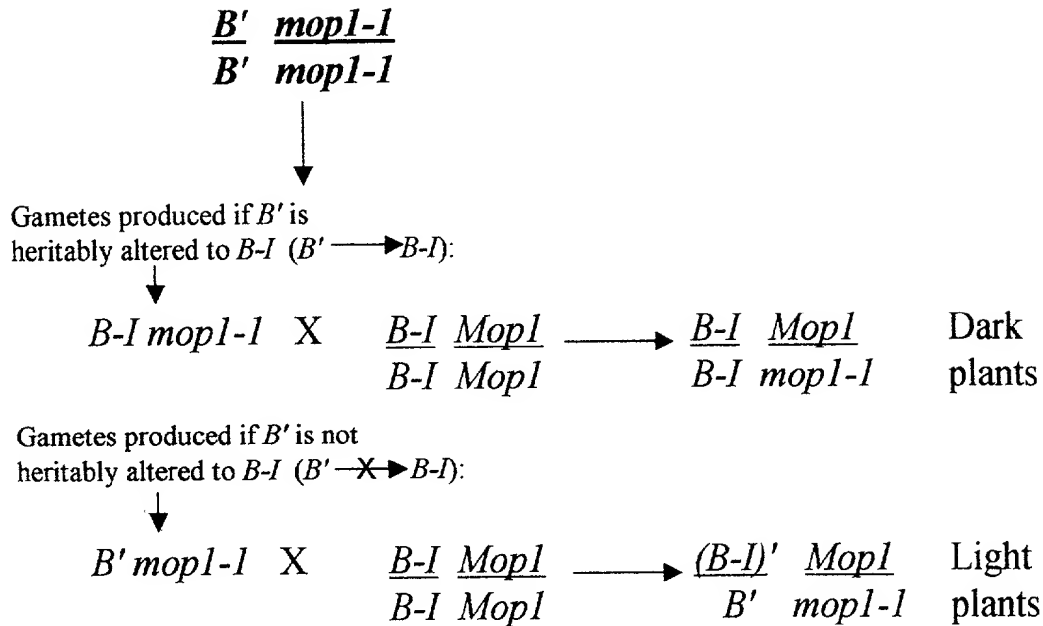 B' mop1-1
B' mop1-1
Gametes produced if B' is
heritably altered to B-I (B' ⟶ B-I):
B-I mop1-1 X B-I Mop1 ⟶ B-I Mop1 Dark
B-I Mop1 B-I mop1-1 plants
Gametes produced if B' is not
heritably altered to B-I (B' —X→ B-I):
B' mop1-1 X B-I Mop1 ⟶ (B-I)' Mop1 Light
B-I Mop1 B' mop1-1 plants